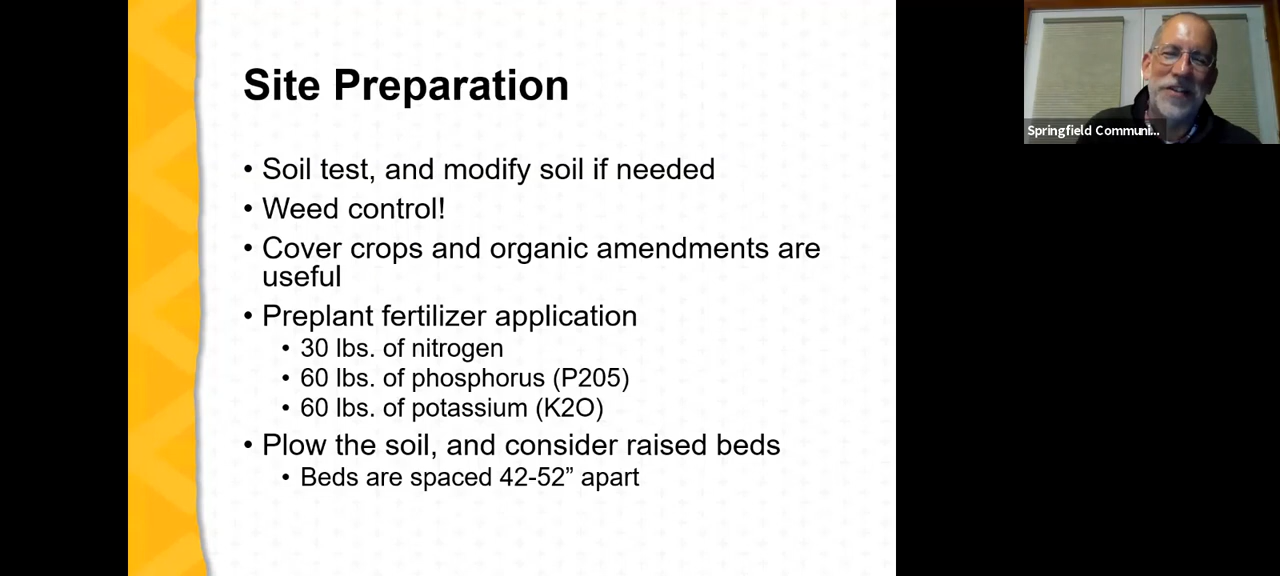 Site Preparation
• Soil test, and modify soil if needed
• Weed control!
• Cover crops and organic amendments are
useful
• Preplant fertilizer application
• 30 lbs. of nitrogen
• 60 lbs. of phosphorus (P205)
• 60 lbs. of potassium (K2O)
• Plow the soil, and consider raised beds
• Beds are spaced 42-52” apart
Springfield Communi...